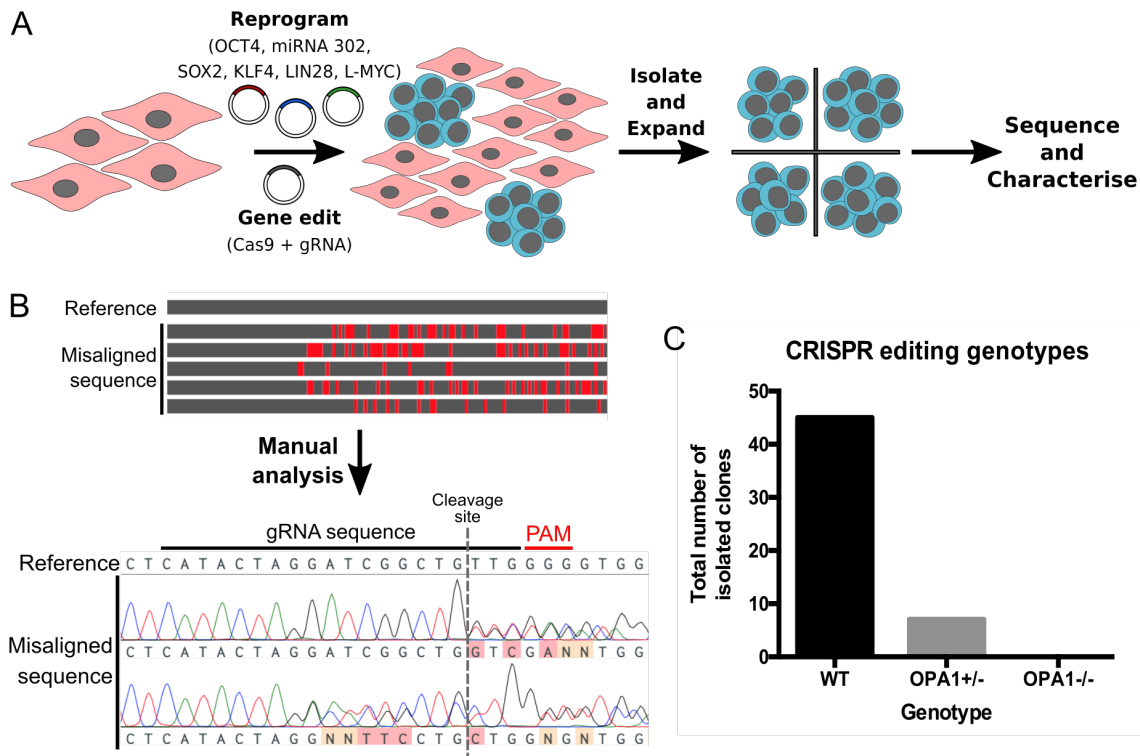 A
Reprogram
(OCT4, miRNA 302,
SOX2, KLF4, LIN28, L-MYC)
Gene edit
(Cas9 + gRNA)
Isolate
and
Expand
Sequence
and
Characterise
B
Reference
Misaligned
sequence
Manual
analysis
Cleavage
site
gRNA sequence
PAM
Reference
C T C A T A C T A G G A T C G G C T G T T G G G G G T G G
Misaligned
sequence
C T C A T A C T A G G A T C G G C T G G T C G A N N T G G
C T C A T A C T A G G N N T T C C T G C T G G N G N T G G
C
CRISPR editing genotypes
Total number of
isolated clones
50
40
30
20
10
0
WT
OPA1+/-
OPA1-/-
Genotype